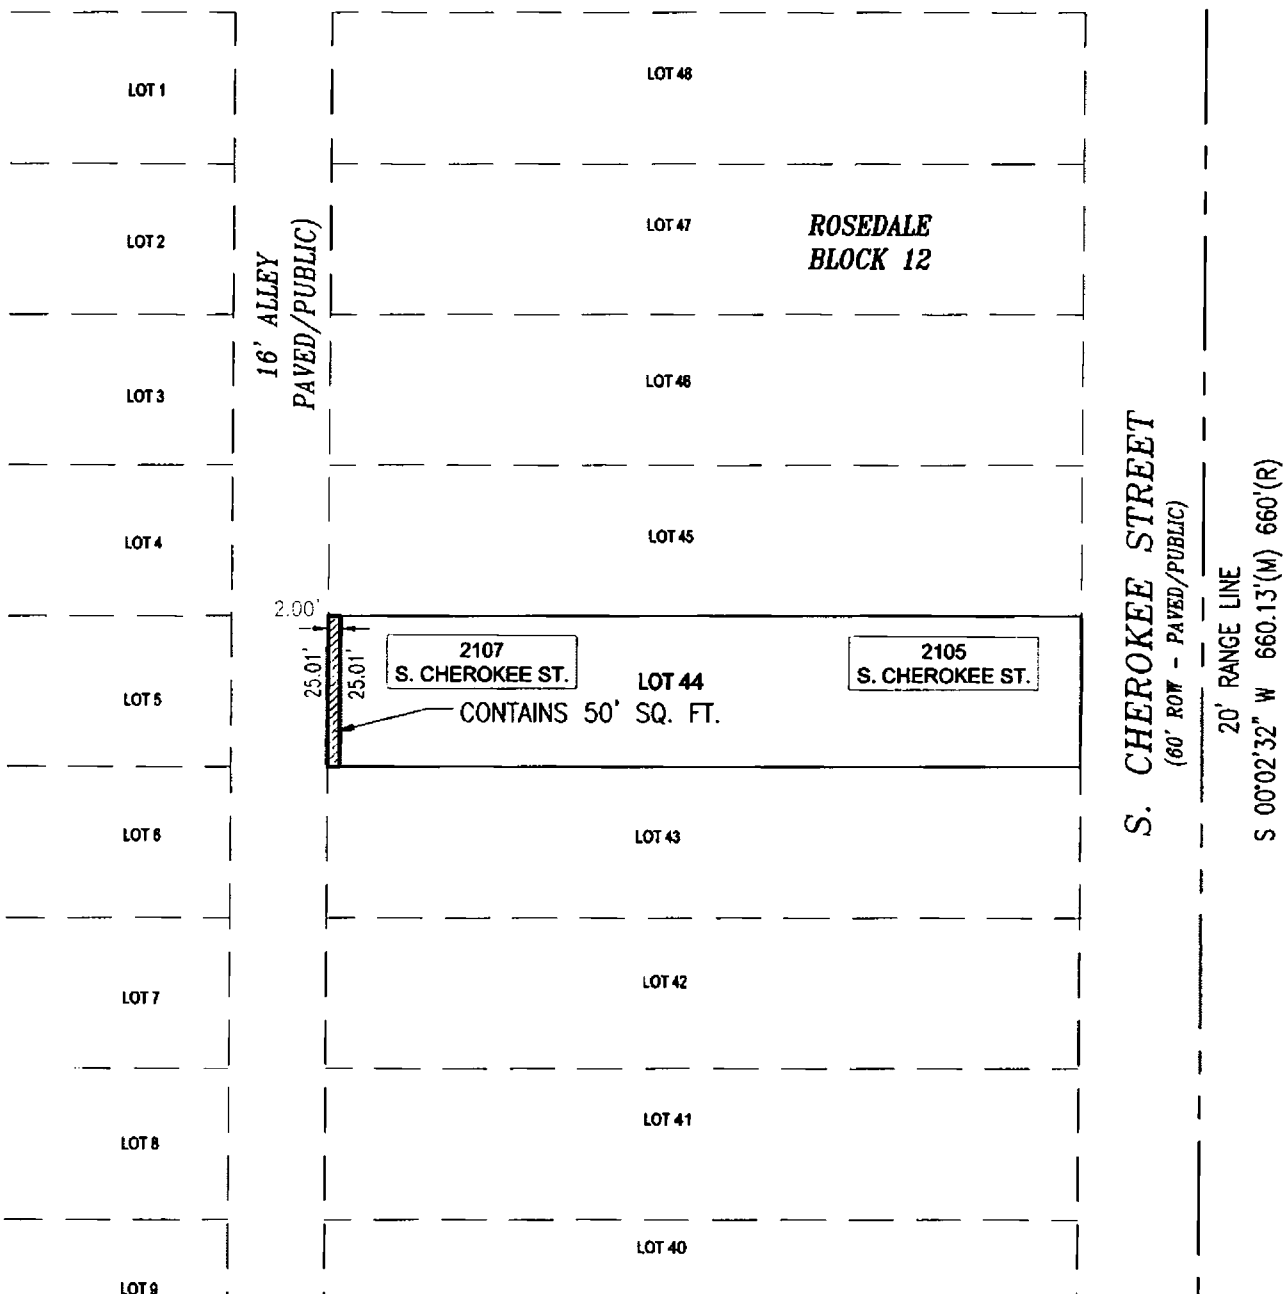 LOT 1
LOT 48
LOT 2
LOT 47
ROSEDALE
BLOCK 12
16' ALLEY
PAVED/PUBLIC)
LOT 3
LOT 46
LOT 4
LOT 45
S. CHEROKEE STREET
(60' ROW - PAVED/PUBLIC)
20' RANGE LINE
S 00°02'32" W 660.13'(M) 660'(R)
2.00'
25.01'
25.01'
2107
S. CHEROKEE ST.
2105
S. CHEROKEE ST.
LOT 5
LOT 44
CONTAINS 50' SQ. FT.
LOT 6
LOT 43
LOT 7
LOT 42
LOT 8
LOT 41
LOT 9
LOT 40